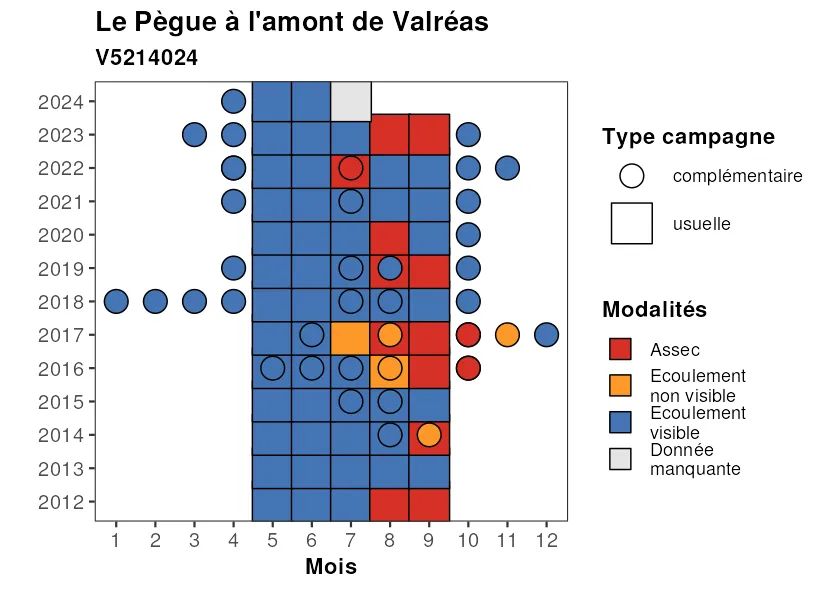 Le Pègue à l'amont de Valréas
V5214024
2024
2023
2022
2021
2020
2019
2018
2017
2016
2015
2014
2013
2012
1 2 3 4 5 6 7 8 9 10 11 12
Mois
Type campagne
complémentaire
usuelle
Modalités
Assec
Ecoulement
non visible
Ecoulement
visible
Donnée
manquante